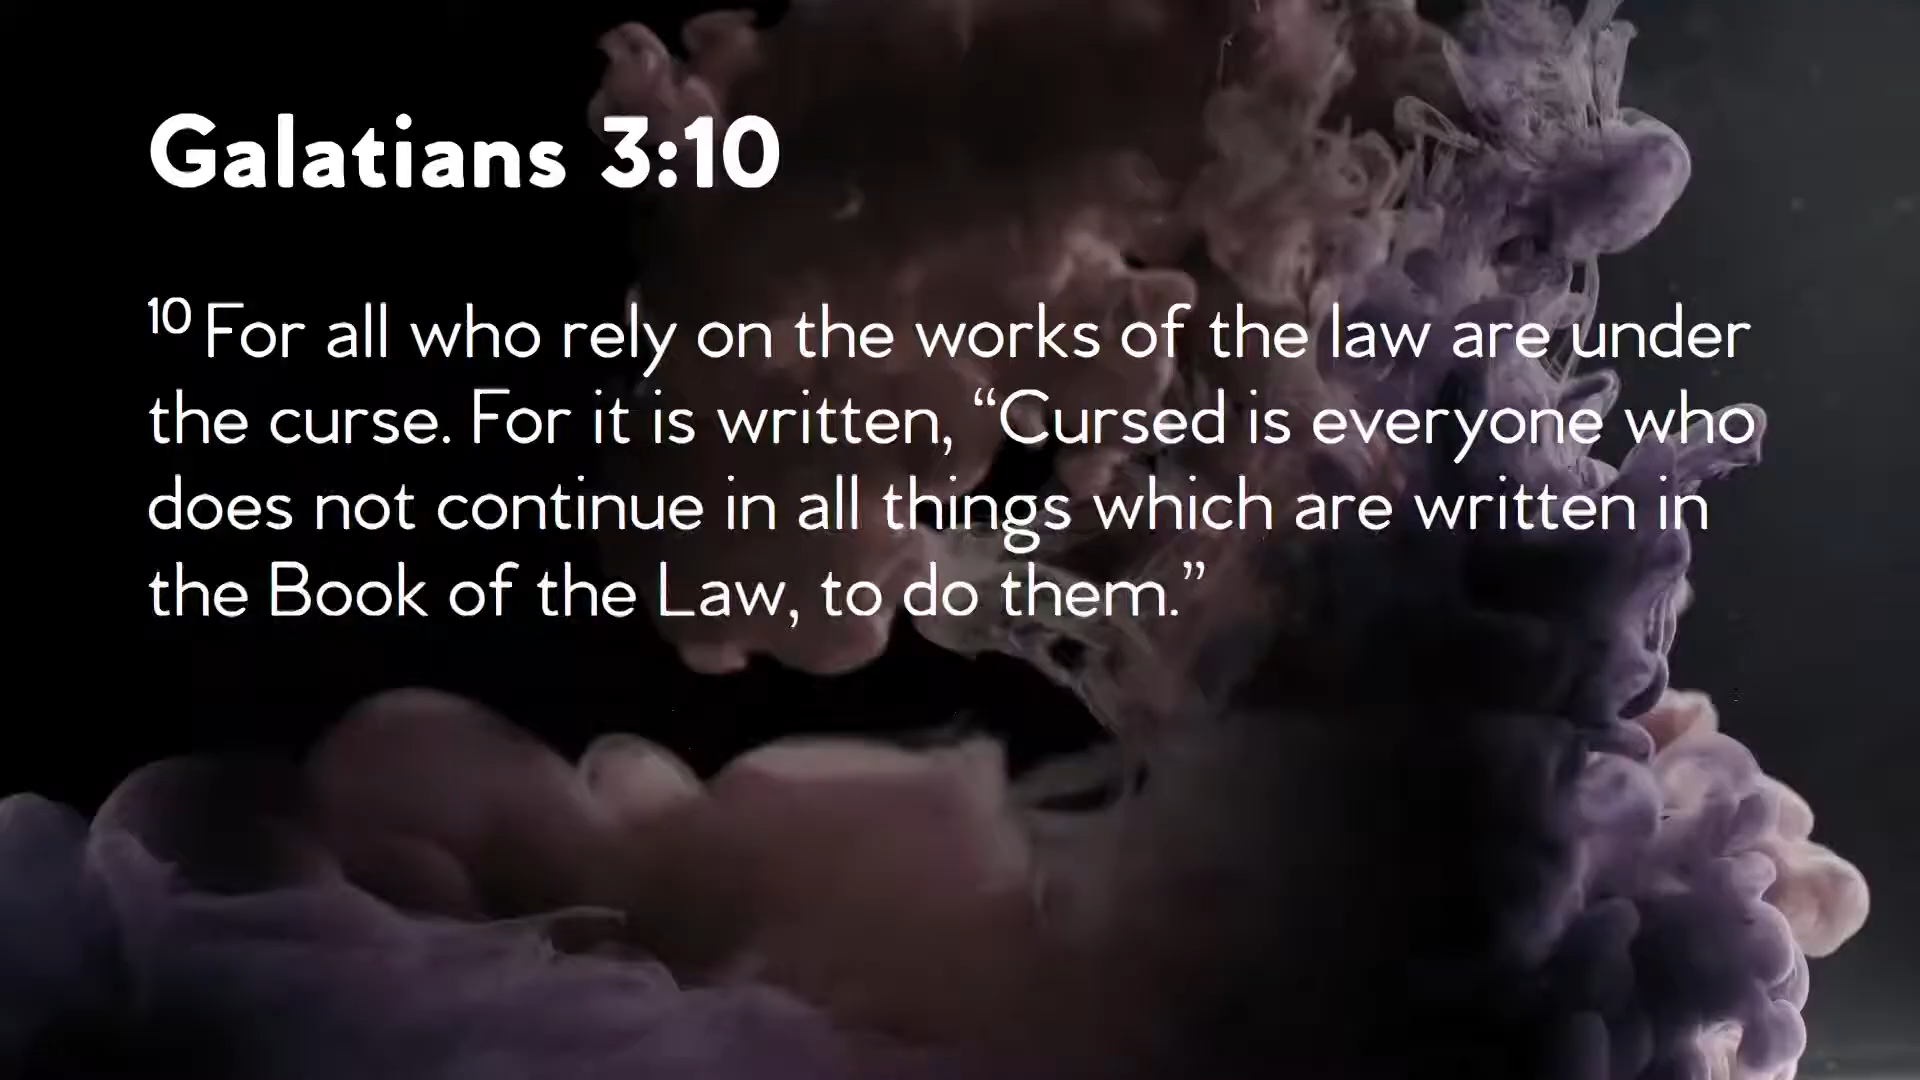 Galatians 3:10
10 For all who rely on the works of the law are under
the curse. For it is written, “Cursed is everyone who
does not continue in all things which are written in
the Book of the Law, to do them.”